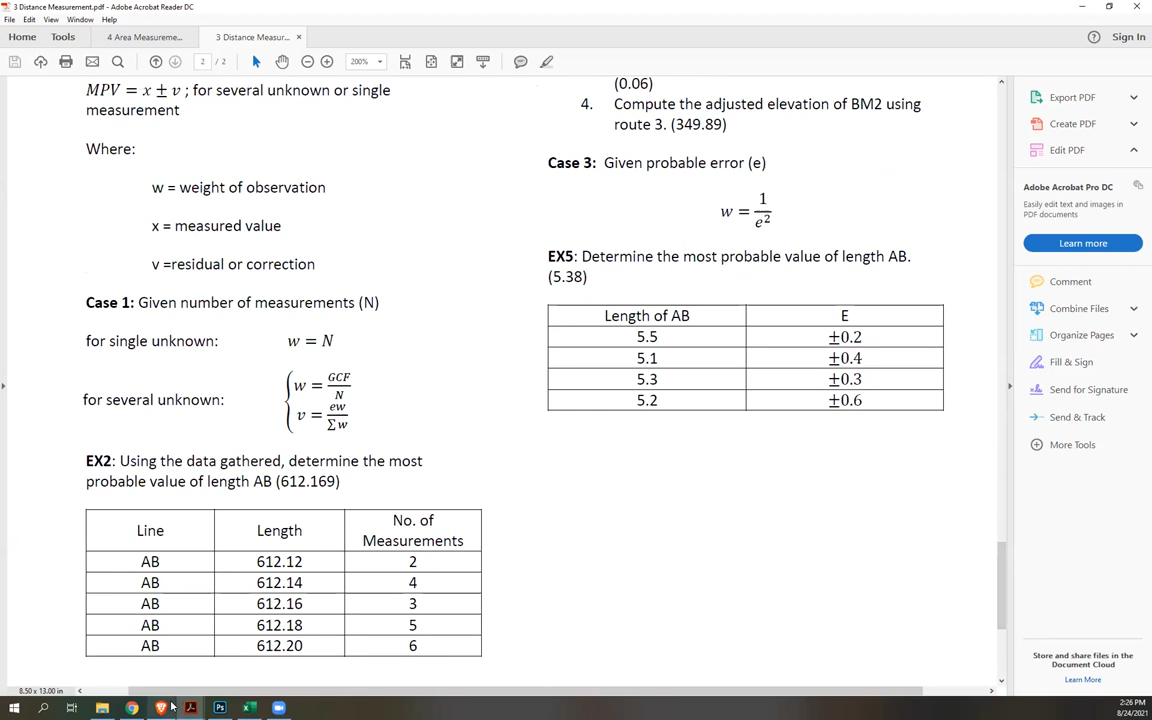 3 Distance Measurement.pdf - Adobe Acrobat Reader DC
File Edit View Window Help
Home Tools 4 Area Measureme... 3 Distance Measur... × Sign In
2 / 2 200%
MPV = x ± v ; for several unknown or single
measurement
Where:
w = weight of observation
x = measured value
v =residual or correction
Case 1: Given number of measurements (N)
for single unknown: w = N
for several unknown: { w = GCF/N
v = ew/∑w
EX2: Using the data gathered, determine the most
probable value of length AB (612.169)
Line Length No. of Measurements
AB 612.12 2
AB 612.14 4
AB 612.16 3
AB 612.18 5
AB 612.20 6
(0.06)
4. Compute the adjusted elevation of BM2 using
route 3. (349.89)
Case 3: Given probable error (e)
w = 1/e²
EX5: Determine the most probable value of length AB.
(5.38)
Length of AB E
5.5 ±0.2
5.1 ±0.4
5.3 ±0.3
5.2 ±0.6
Export PDF
Create PDF
Edit PDF
Adobe Acrobat Pro DC
Easily edit text and images in
PDF documents
Learn more
Comment
Combine Files
Organize Pages
Fill & Sign
Send for Signature
Send & Track
More Tools
Store and share files in the
Document Cloud
Learn More
8.50 x 13.00 in
2:26 PM
8/24/2021